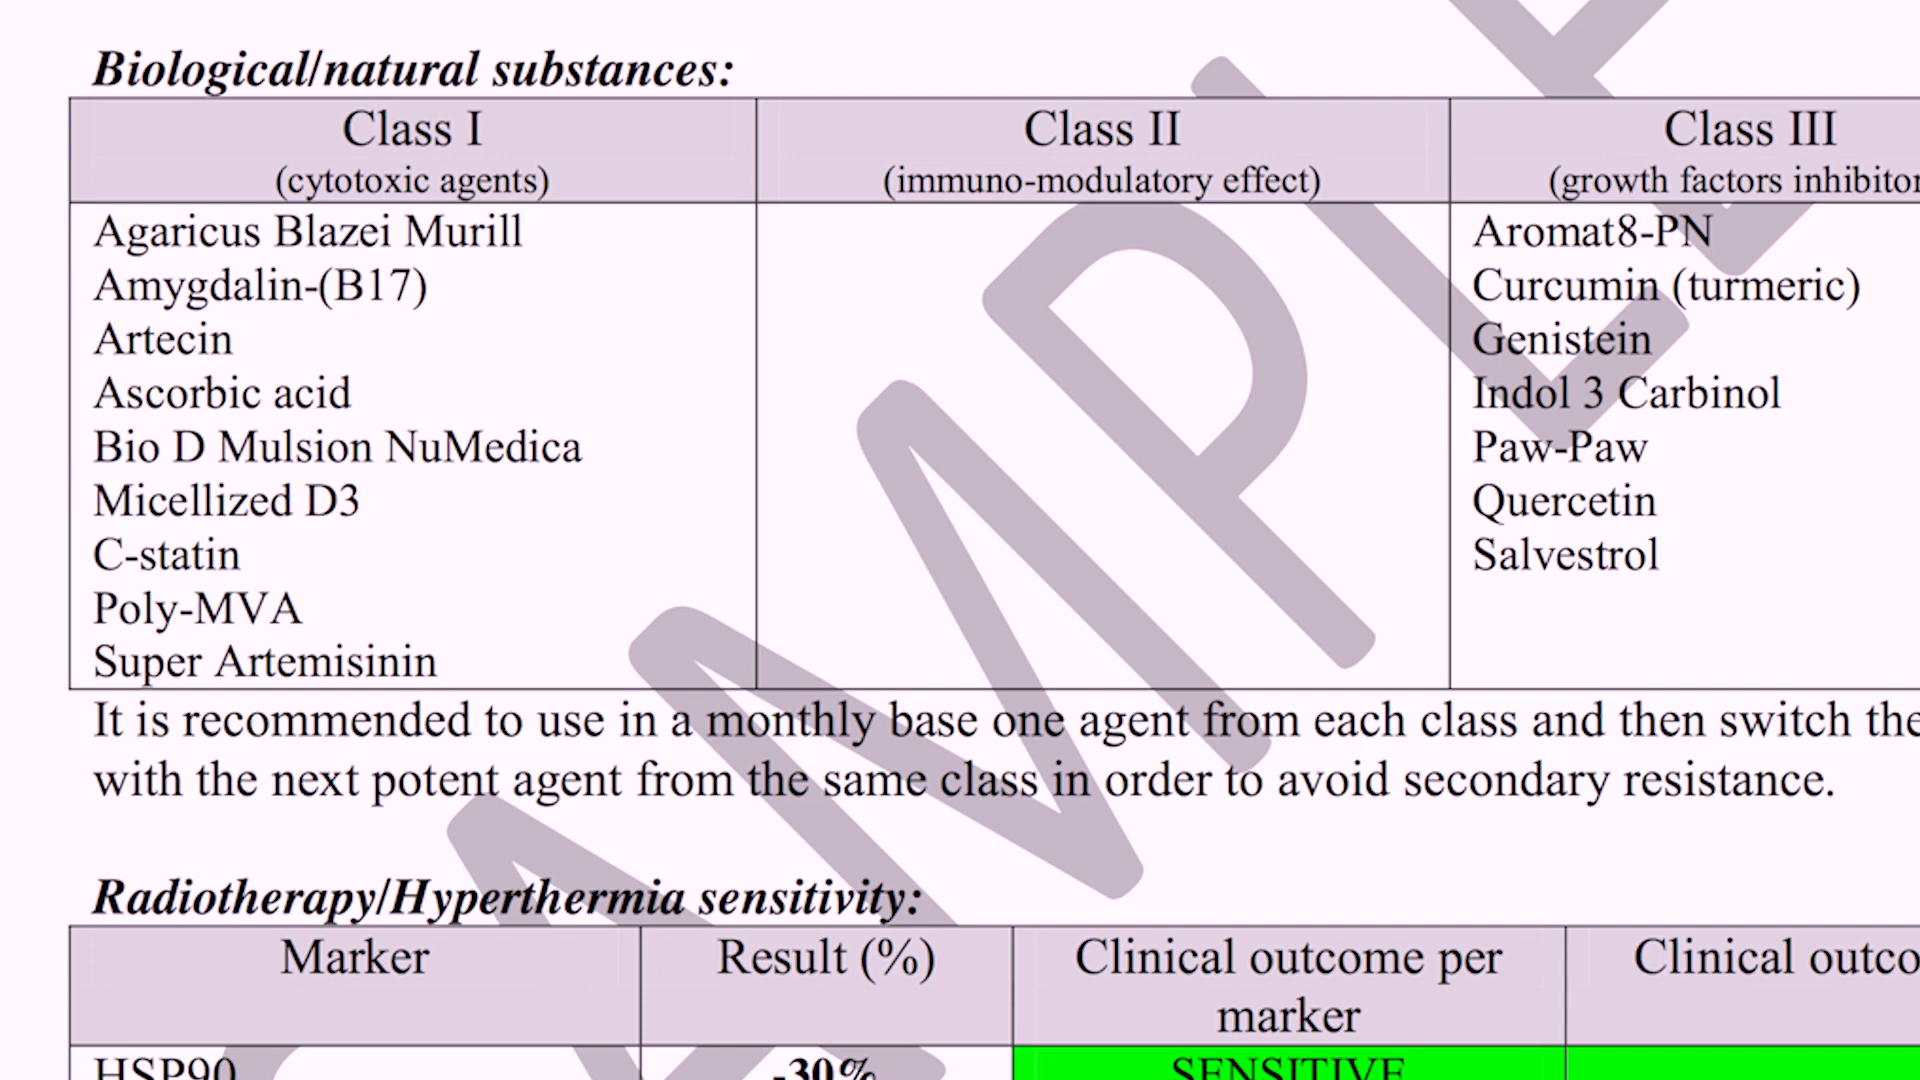 Biological/natural substances:
Class I
(cytotoxic agents)
Class II
(immuno-modulatory effect)
Class III
(growth factors
Agaricus Blazei Murill
Amygdalin-(B17)
Artecin
Ascorbic acid
Bio D Mulsion NuMedica
Micellized D3
C-statin
Poly-MVA
Super Artemisinin
Aromat8-PN
Curcumin (turmeric)
Genistein
Indol 3 Carbinol
Paw-Paw
Quercetin
Salvestrol
It is recommended to use in a monthly base one agent from each class and then switch
with the next potent agent from the same class in order to avoid secondary resistance.
Radiotherapy/Hyperthermia sensitivity:
Marker
Result (%)
Clinical outcome per
marker
Clinical
HSP90
-30%
SENSITIVE